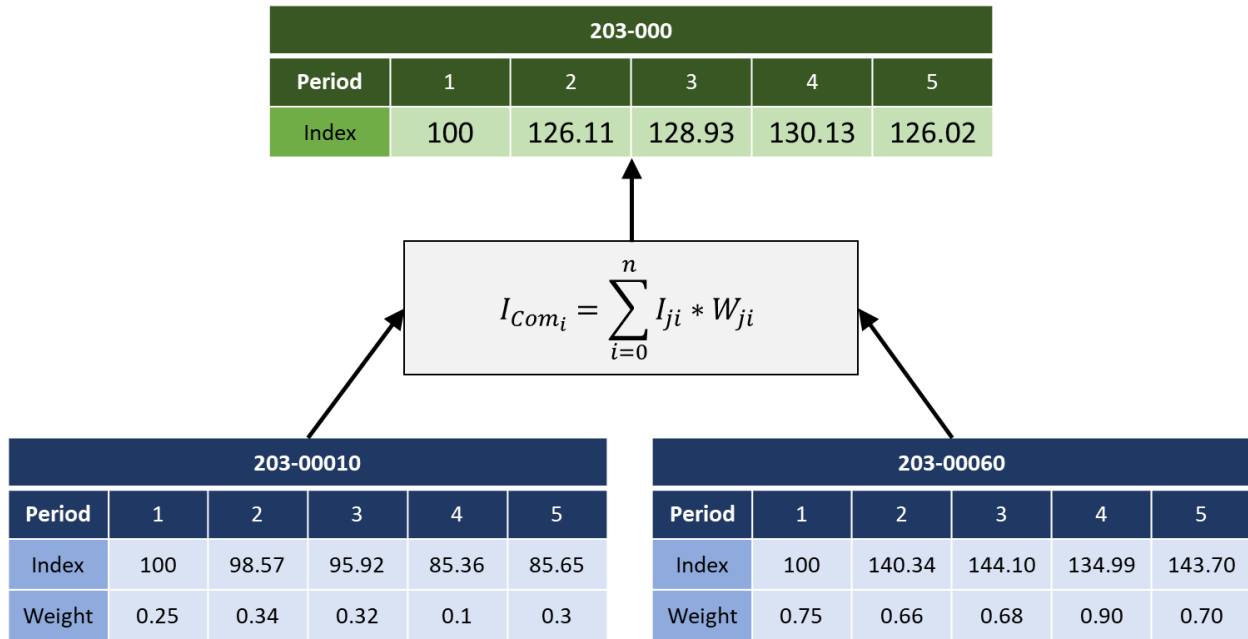 203-000
Period 1 2 3 4 5
Index 100 126.11 128.93 130.13 126.02
I_{Com_i} = \sum_{i=0}^{n} I_{ji} * W_{ji}
203-00010
Period 1 2 3 4 5
Index 100 98.57 95.92 85.36 85.65
Weight 0.25 0.34 0.32 0.1 0.3
203-00060
Period 1 2 3 4 5
Index 100 140.34 144.10 134.99 143.70
Weight 0.75 0.66 0.68 0.90 0.70